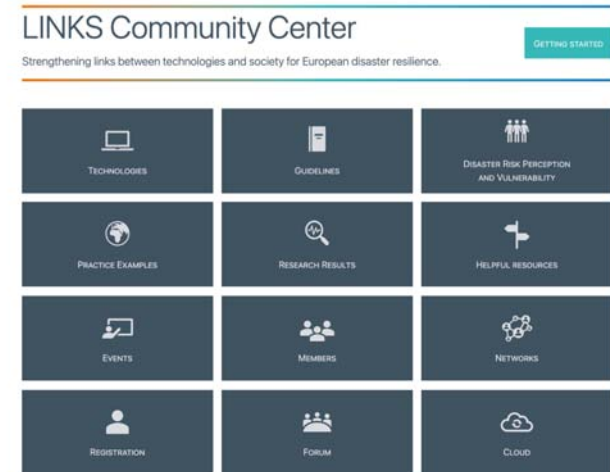 LINKS Community Center
GETTING STARTED
Strengthening links between technologies and society for European disaster resilience.
TECHNOLOGIES
GUIDELINES
DISASTER RISK PERCEPTION
AND VULNERABILITY
PRACTICE EXAMPLES
RESEARCH RESULTS
HELPFUL RESOURCES
EVENTS
MEMBERS
NETWORKS
REGISTRATION
FORUM
CLOUD